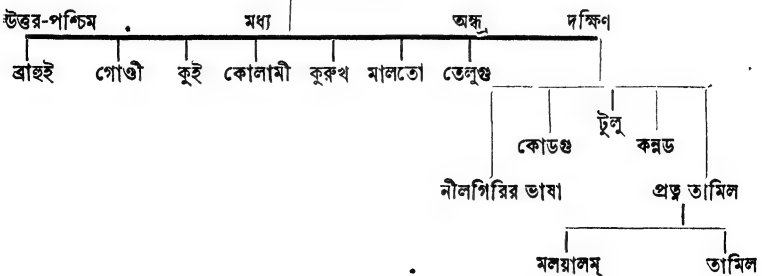 উত্তর-পশ্চিম মধ্য অন্ধ্র দক্ষিণ
ব্রাহুই গোণ্ডী কুই কোলামী কুরুখ মালতো তেলুগু
টুলু
কোডগু কন্নড
নীলগিরির ভাষা প্রত্ন তামিল
মলয়ালম্ তামিল